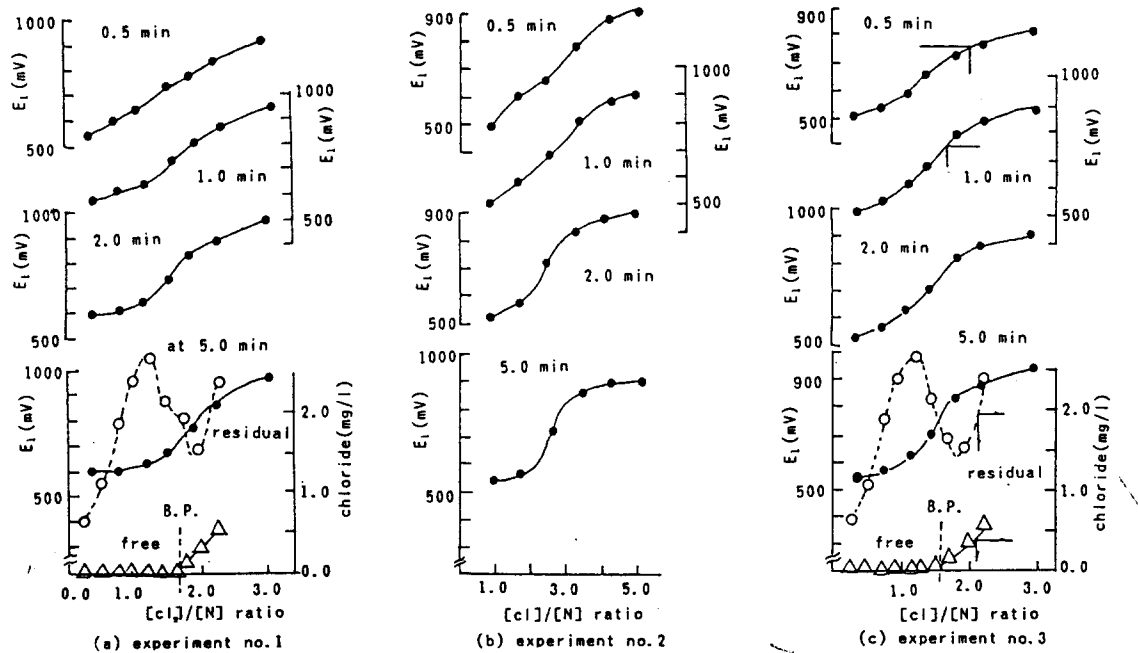 1000
0.5 min
E₁(mV)
500
1000
E₁(mV)
1.0 min
500
1000
2.0 min
E₁(mV)
500
at 5.0 min
1000
E₁(mV)
500
residual
2.0
1.0
0.0
chloride(mg/l)
B.P.
free
0.0 1.0 2.0 3.0
[cl₂]/[N] ratio
(a) experiment no.1
900
0.5 min
E₁(mV)
500
1000
E₁(mV)
1.0 min
500
900
2.0 min
E₁(mV)
500
1000
5.0 min
E₁(mV)
500
1.0 3.0 5.0
[cl]/[N] ratio
(b) experiment no.2
900
0.5 min
E₁(mV)
500
1000
E₁(mV)
1.0 min
500
1000
2.0 min
E₁(mV)
500
5.0 min
900
E₁(mV)
500
residual
2.0
1.0
0.0
chloride(mg/l)
B.P.
free
1.0 2.0 3.0
[cl]/[N] ratio
(c) experiment no.3